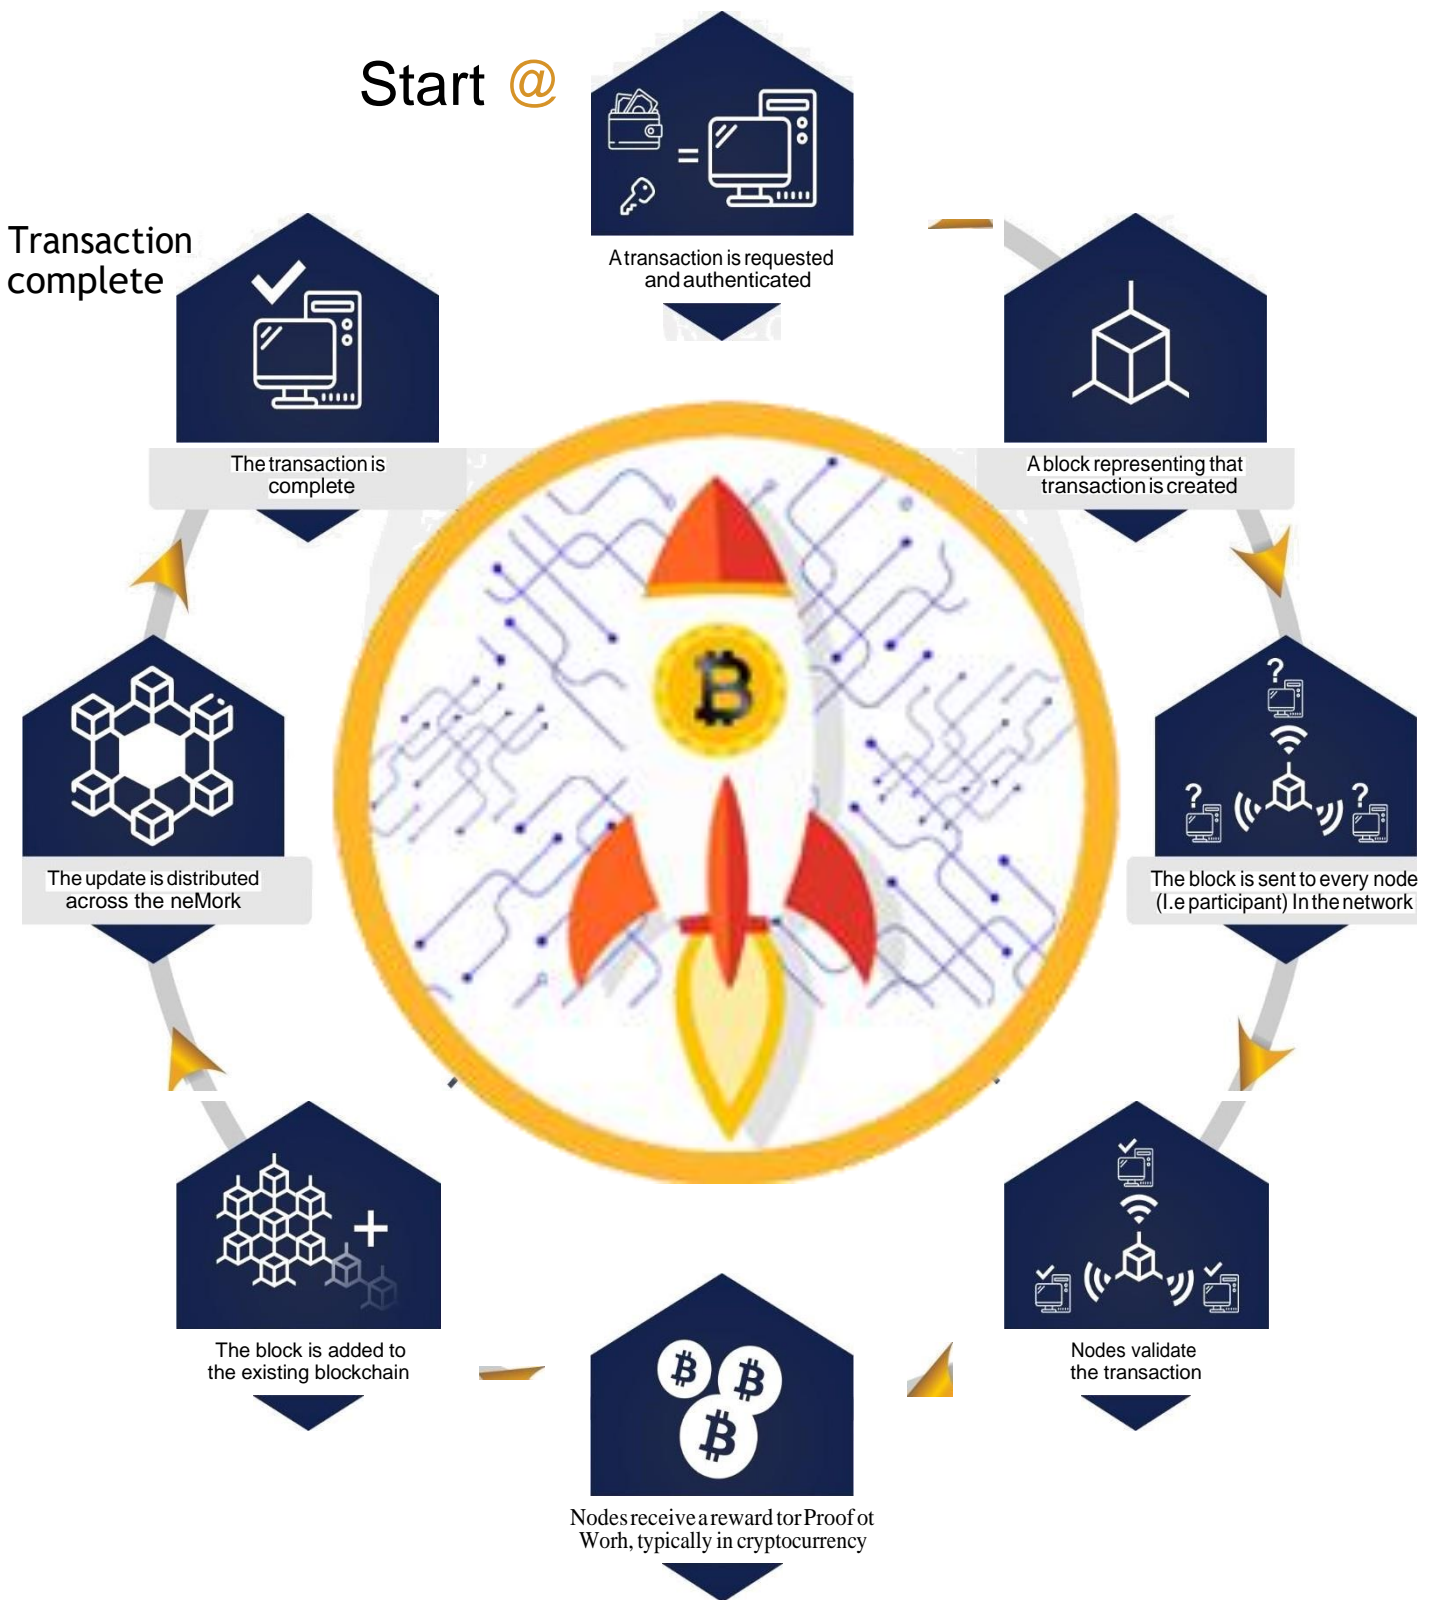 Start @
A transaction is requested
and authenticated
Transaction
complete
The transaction is
complete
A block representing that
transaction is created
The update is distributed
across the neMork
The block is sent to every node
(I.e participant) In the network
The block is added to
the existing blockchain
Nodes validate
the transaction
Nodes receive a reward tor Proof ot
Worh, typically in cryptocurrency